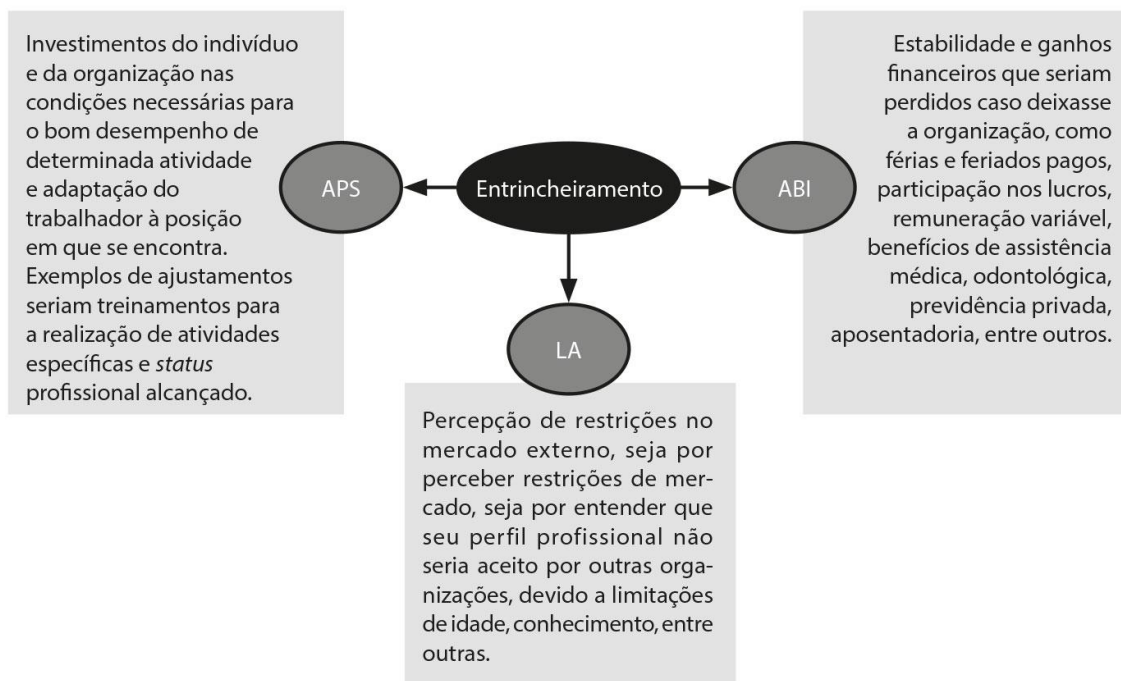 Investimentos do indivíduo
e da organização nas
condições necessárias para
o bom desempenho de
determinada atividade
e adaptação do
trabalhador à posição
em que se encontra.
Exemplos de ajustamentos
seriam treinamentos para
a realização de atividades
específicas e status
profissional alcançado.
APS
Entrincheiramento
ABI
Estabilidade e ganhos
financeiros que seriam
perdidos caso deixasse
a organização, como
férias e feriados pagos,
participação nos lucros,
remuneração variável,
benefícios de assistência
médica, odontológica,
previdência privada,
aposentadoria, entre outros.
LA
Percepção de restrições no
mercado externo, seja por
perceber restrições de mer-
cado, seja por entender que
seu perfil profissional não
seria aceito por outras orga-
nizações, devido a limitações
de idade, conhecimento, entre
outras.